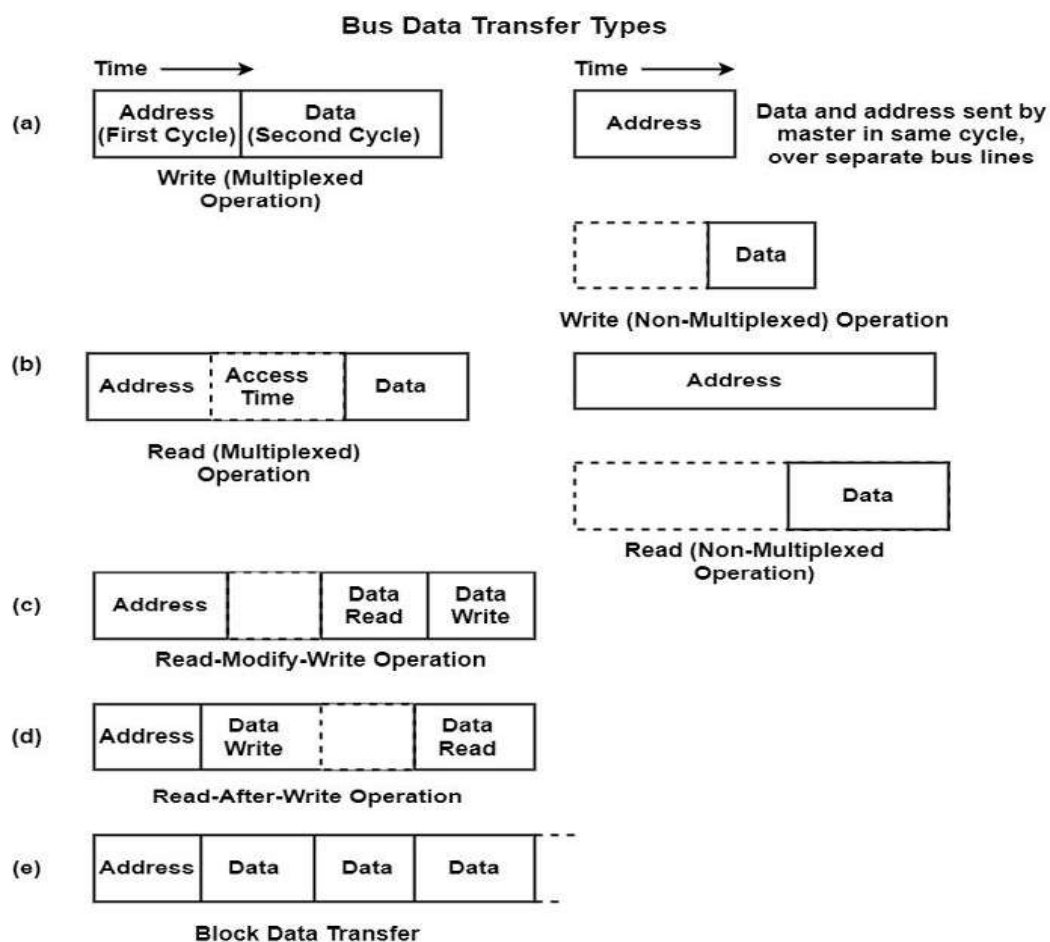 Bus Data Transfer Types
Time
Time
(a)
Address
(First Cycle)
Data
(Second Cycle)
Write (Multiplexed
Operation)
Address
Data and address sent by
master in same cycle,
over separate bus lines
Data
Write (Non-Multiplexed) Operation
(b)
Address
Access
Time
Data
Read (Multiplexed)
Operation
Address
Data
Read (Non-Multiplexed
Operation)
(c)
Address
Data
Read
Data
Write
Read-Modify-Write Operation
(d)
Address
Data
Write
Data
Read
Read-After-Write Operation
(e)
Address
Data
Data
Data
Block Data Transfer